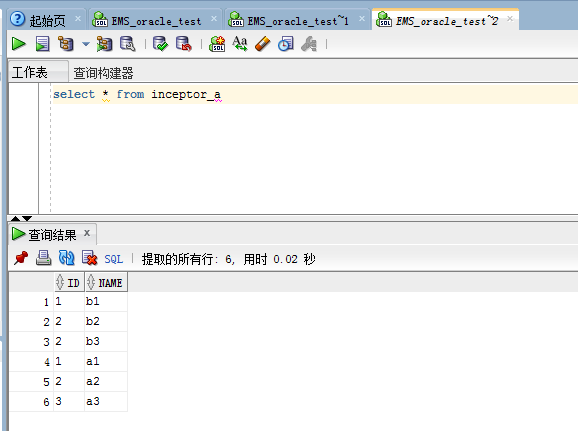 起始页 EMS_oracle_test EMS_oracle_test~1 EMS_oracle_test~2
工作表 查询构建器
select * from inceptor_a
查询结果 x
SQL | 提取的所有行: 6, 用时 0.02 秒
ID NAME
1 1 b1
2 2 b2
3 2 b3
4 1 a1
5 2 a2
6 3 a3